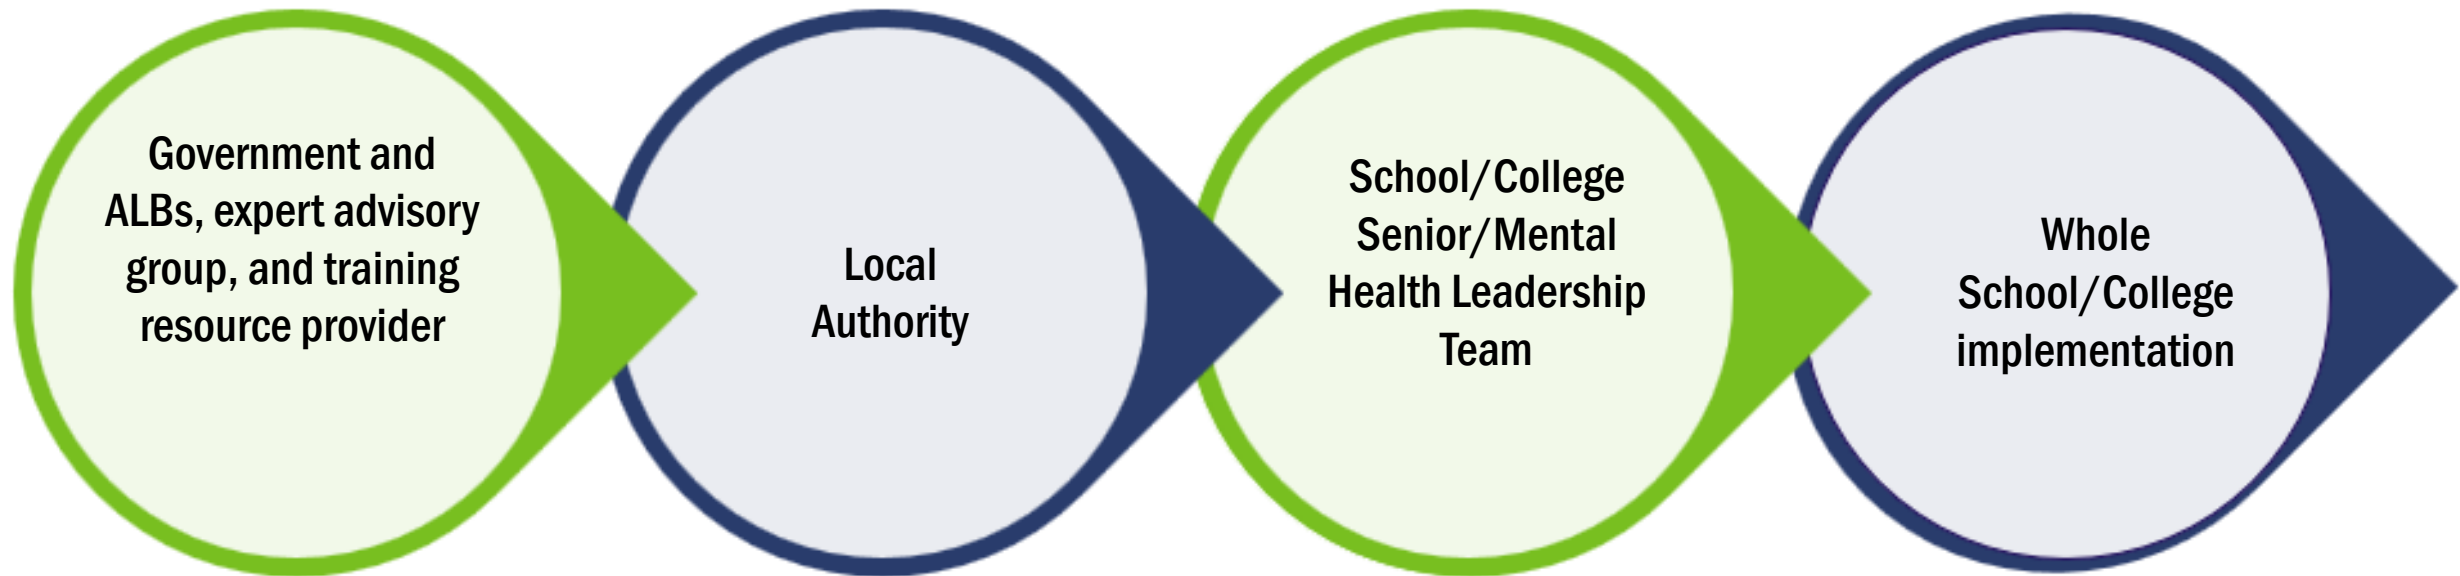 Government and
ALBs, expert advisory
group, and training
resource provider
Local
Authority
School/College
Senior/Mental
Health Leadership
Team
Whole
School/College
implementation